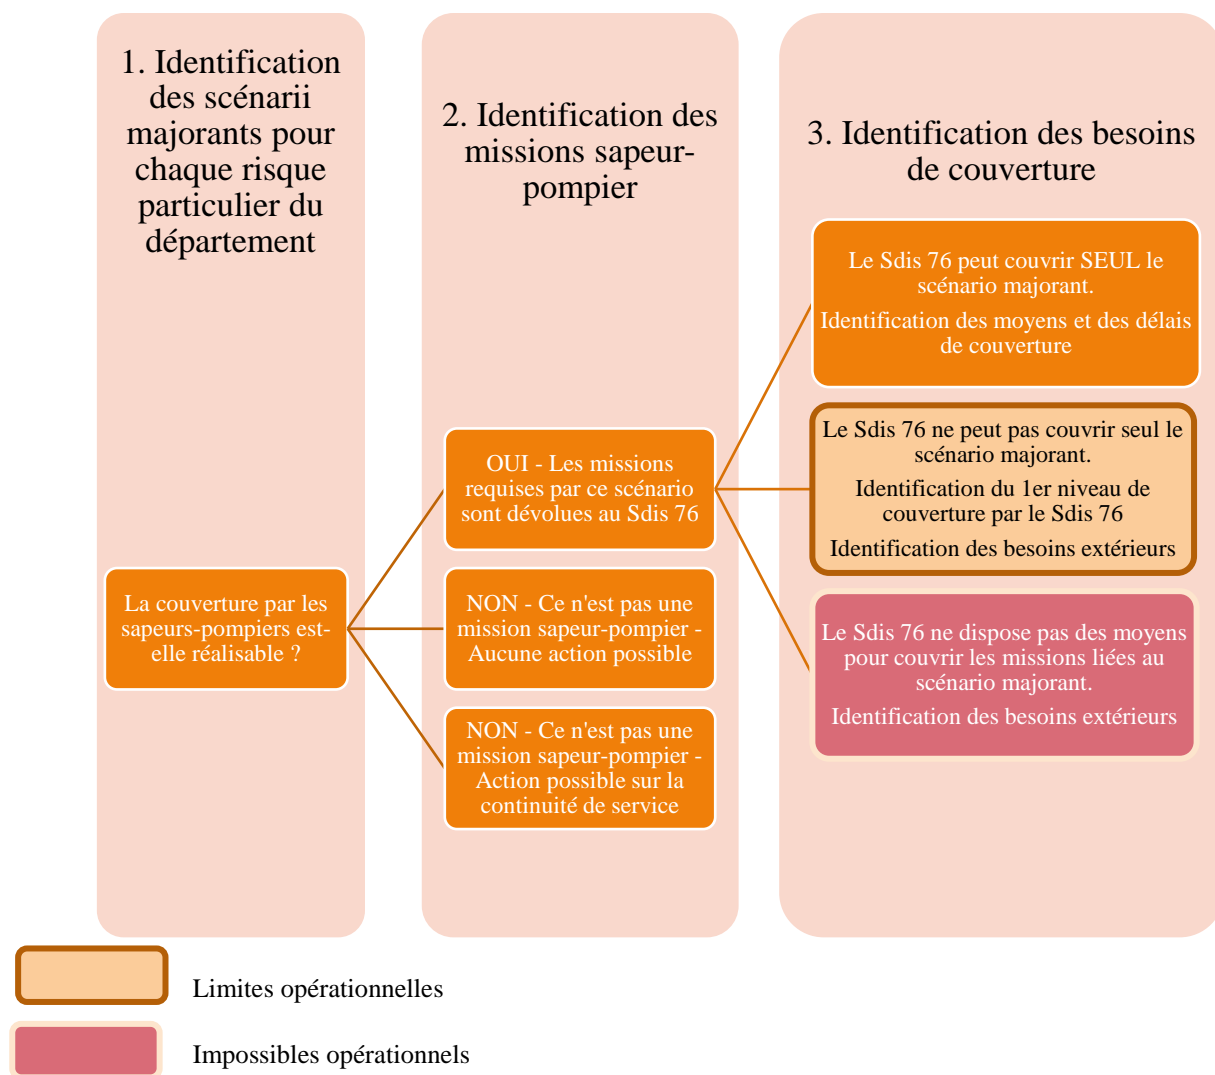 1. Identification
des scénarii
majorants pour
chaque risque
particulier du
département
La couverture par les
sapeurs-pompiers est-
elle réalisable ?
2. Identification des
missions sapeur-
pompier
OUI - Les missions
requises par ce scénario
sont dévolues au Sdis 76
NON - Ce n'est pas une
mission sapeur-pompier -
Aucune action possible
NON - Ce n'est pas une
mission sapeur-pompier -
Action possible sur la
continuité de service
3. Identification des besoins
de couverture
Le Sdis 76 peut couvrir SEUL le
scénario majorant.
Identification des moyens et des délais
de couverture
Le Sdis 76 ne peut pas couvrir seul le
scénario majorant.
Identification du 1er niveau de
couverture par le Sdis 76
Identification des besoins extérieurs
Le Sdis 76 ne dispose pas des moyens
pour couvrir les missions liées au
scénario majorant.
Identification des besoins extérieurs
Limites opérationnelles
Impossibles opérationnels